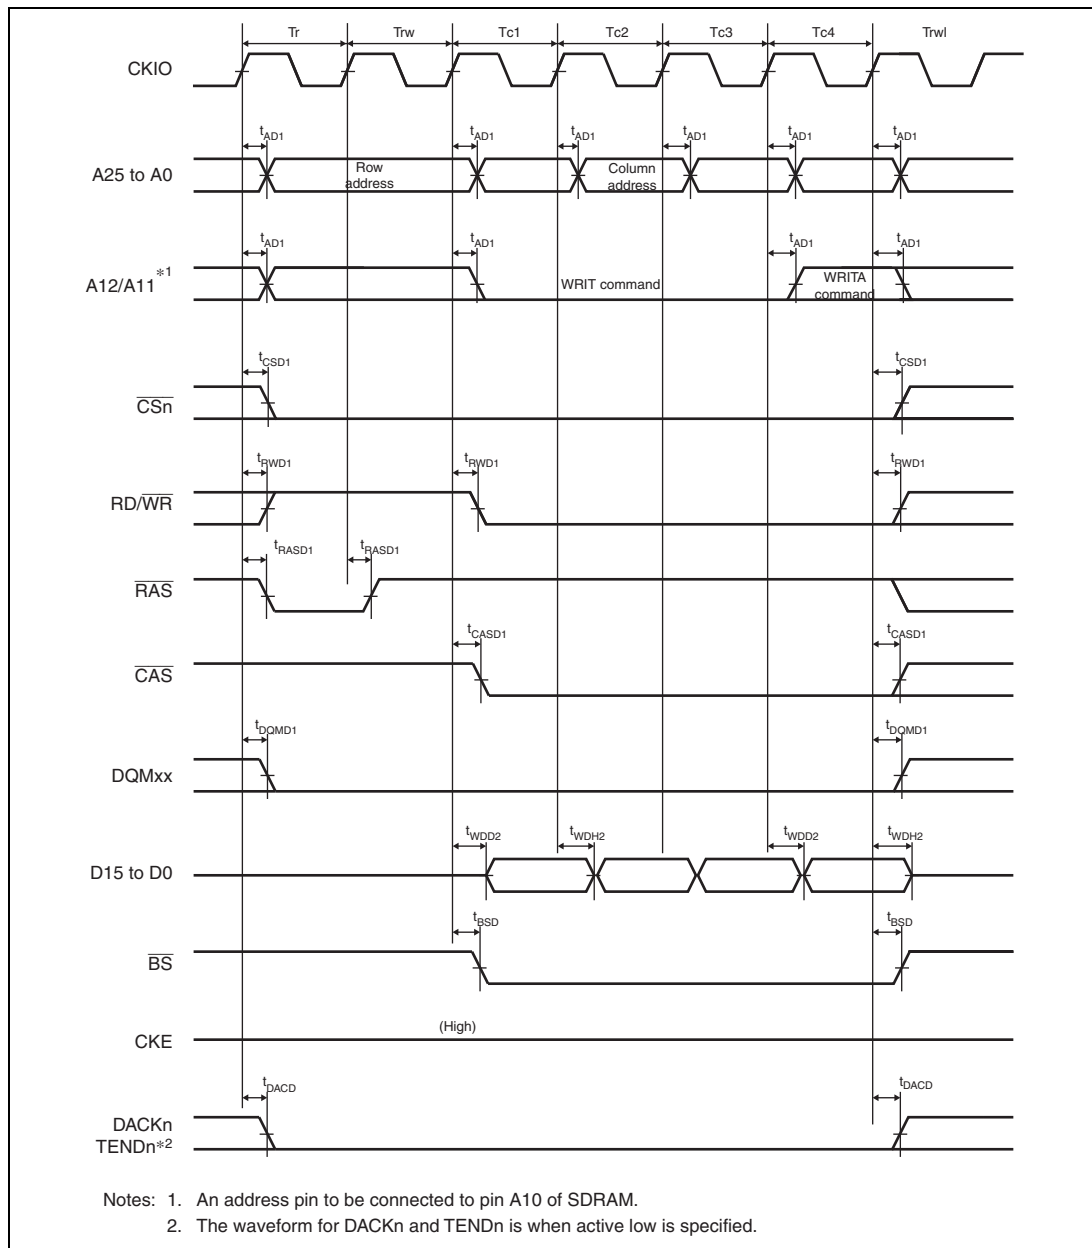 Tr Trw Tc1 Tc2 Tc3 Tc4 Trwl
CKIO
tAD1 tAD1 tAD1 tAD1 tAD1 tAD1
A25 to A0
Row address
Column address
tAD1 tAD1 tAD1 tAD1
A12/A11*1
WRIT command
WRITA command
tCSD1 tCSD1
CSn
tRWD1 tRWD1 tRWD1
RD/WR
tRASD1 tRASD1
RAS
tCASD1 tCASD1
CAS
tDQMD1 tDQMD1
DQMxx
tWDD2 tWDH2 tWDD2 tWDH2
D15 to D0
tBSD tBSD
BS
(High)
CKE
tDACD tDACD
DACKn
TENDn*2
Notes: 1. An address pin to be connected to pin A10 of SDRAM.
2. The waveform for DACKn and TENDn is when active low is specified.